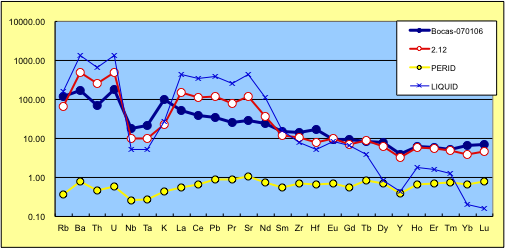 10000.00
1000.00
100.00
10.00
1.00
0.10
Bocas-070106
2.12
PERID
LIQUID
Rb Ba Th U Nb Ta K La Ce Pb Pr Sr Nd Sm Zr Hf Eu Gd Tb Dy Y Ho Er Tm Yb Lu